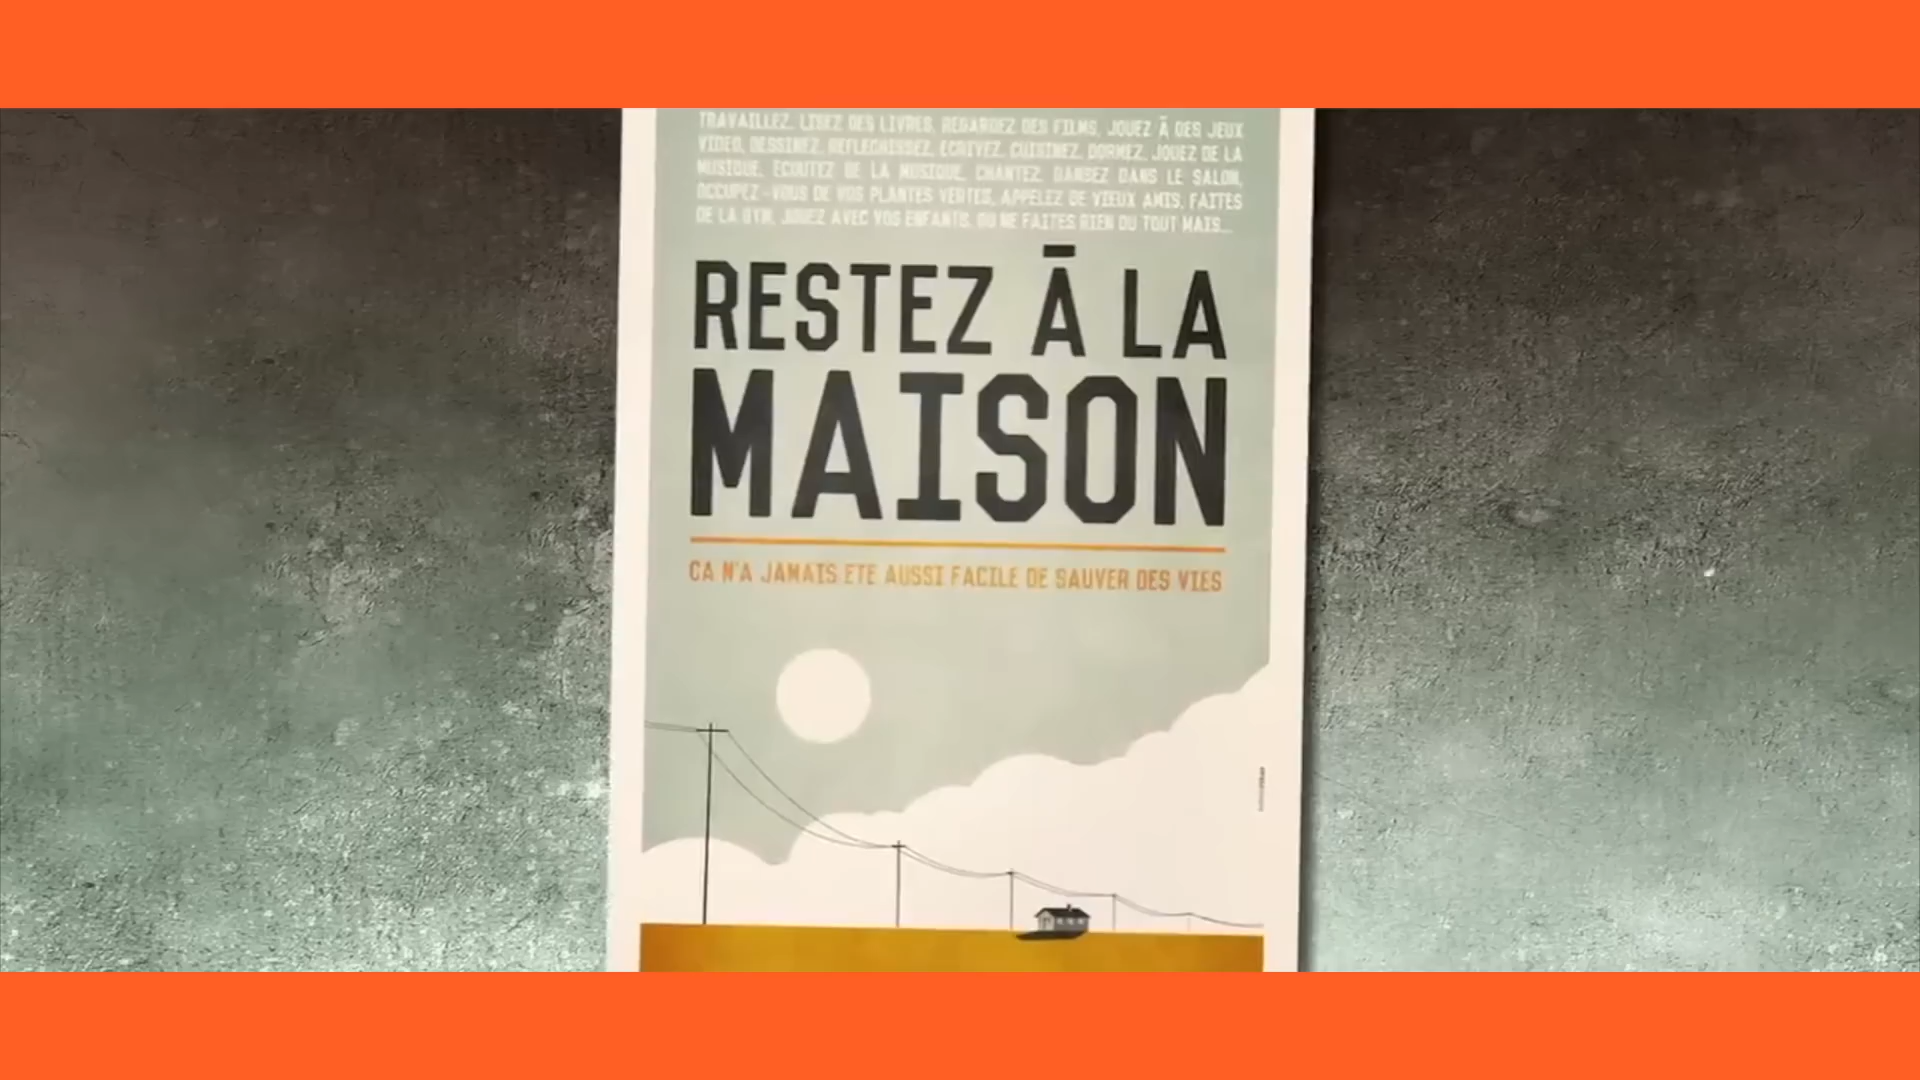 TRAVAILLEZ, LISEZ DES LIVRES, REGARDEZ DES FILMS, JOUEZ Ā DES JEUX
VIDEO, DESSINEZ, REFLECHISSEZ, ECRIVEZ, CUISINEZ, DORMEZ, JOUEZ DE LA
MUSIQUE, ECOUTEZ DE LA MUSIQUE, CHANTEZ, DANSEZ DANS LE SALON,
OCCUPEZ-VOUS DE VOS PLANTES VERTES, APPELEZ DE VIEUX AMIS, FAITES
DE LA GYM, JOUEZ AVEC VOS ENFANTS, OU NE FAITES RIEN DU TOUT MAIS...
RESTEZ Ā LA
MAISON
CA N'A JAMAIS ETE AUSSI FACILE DE SAUVER DES VIES